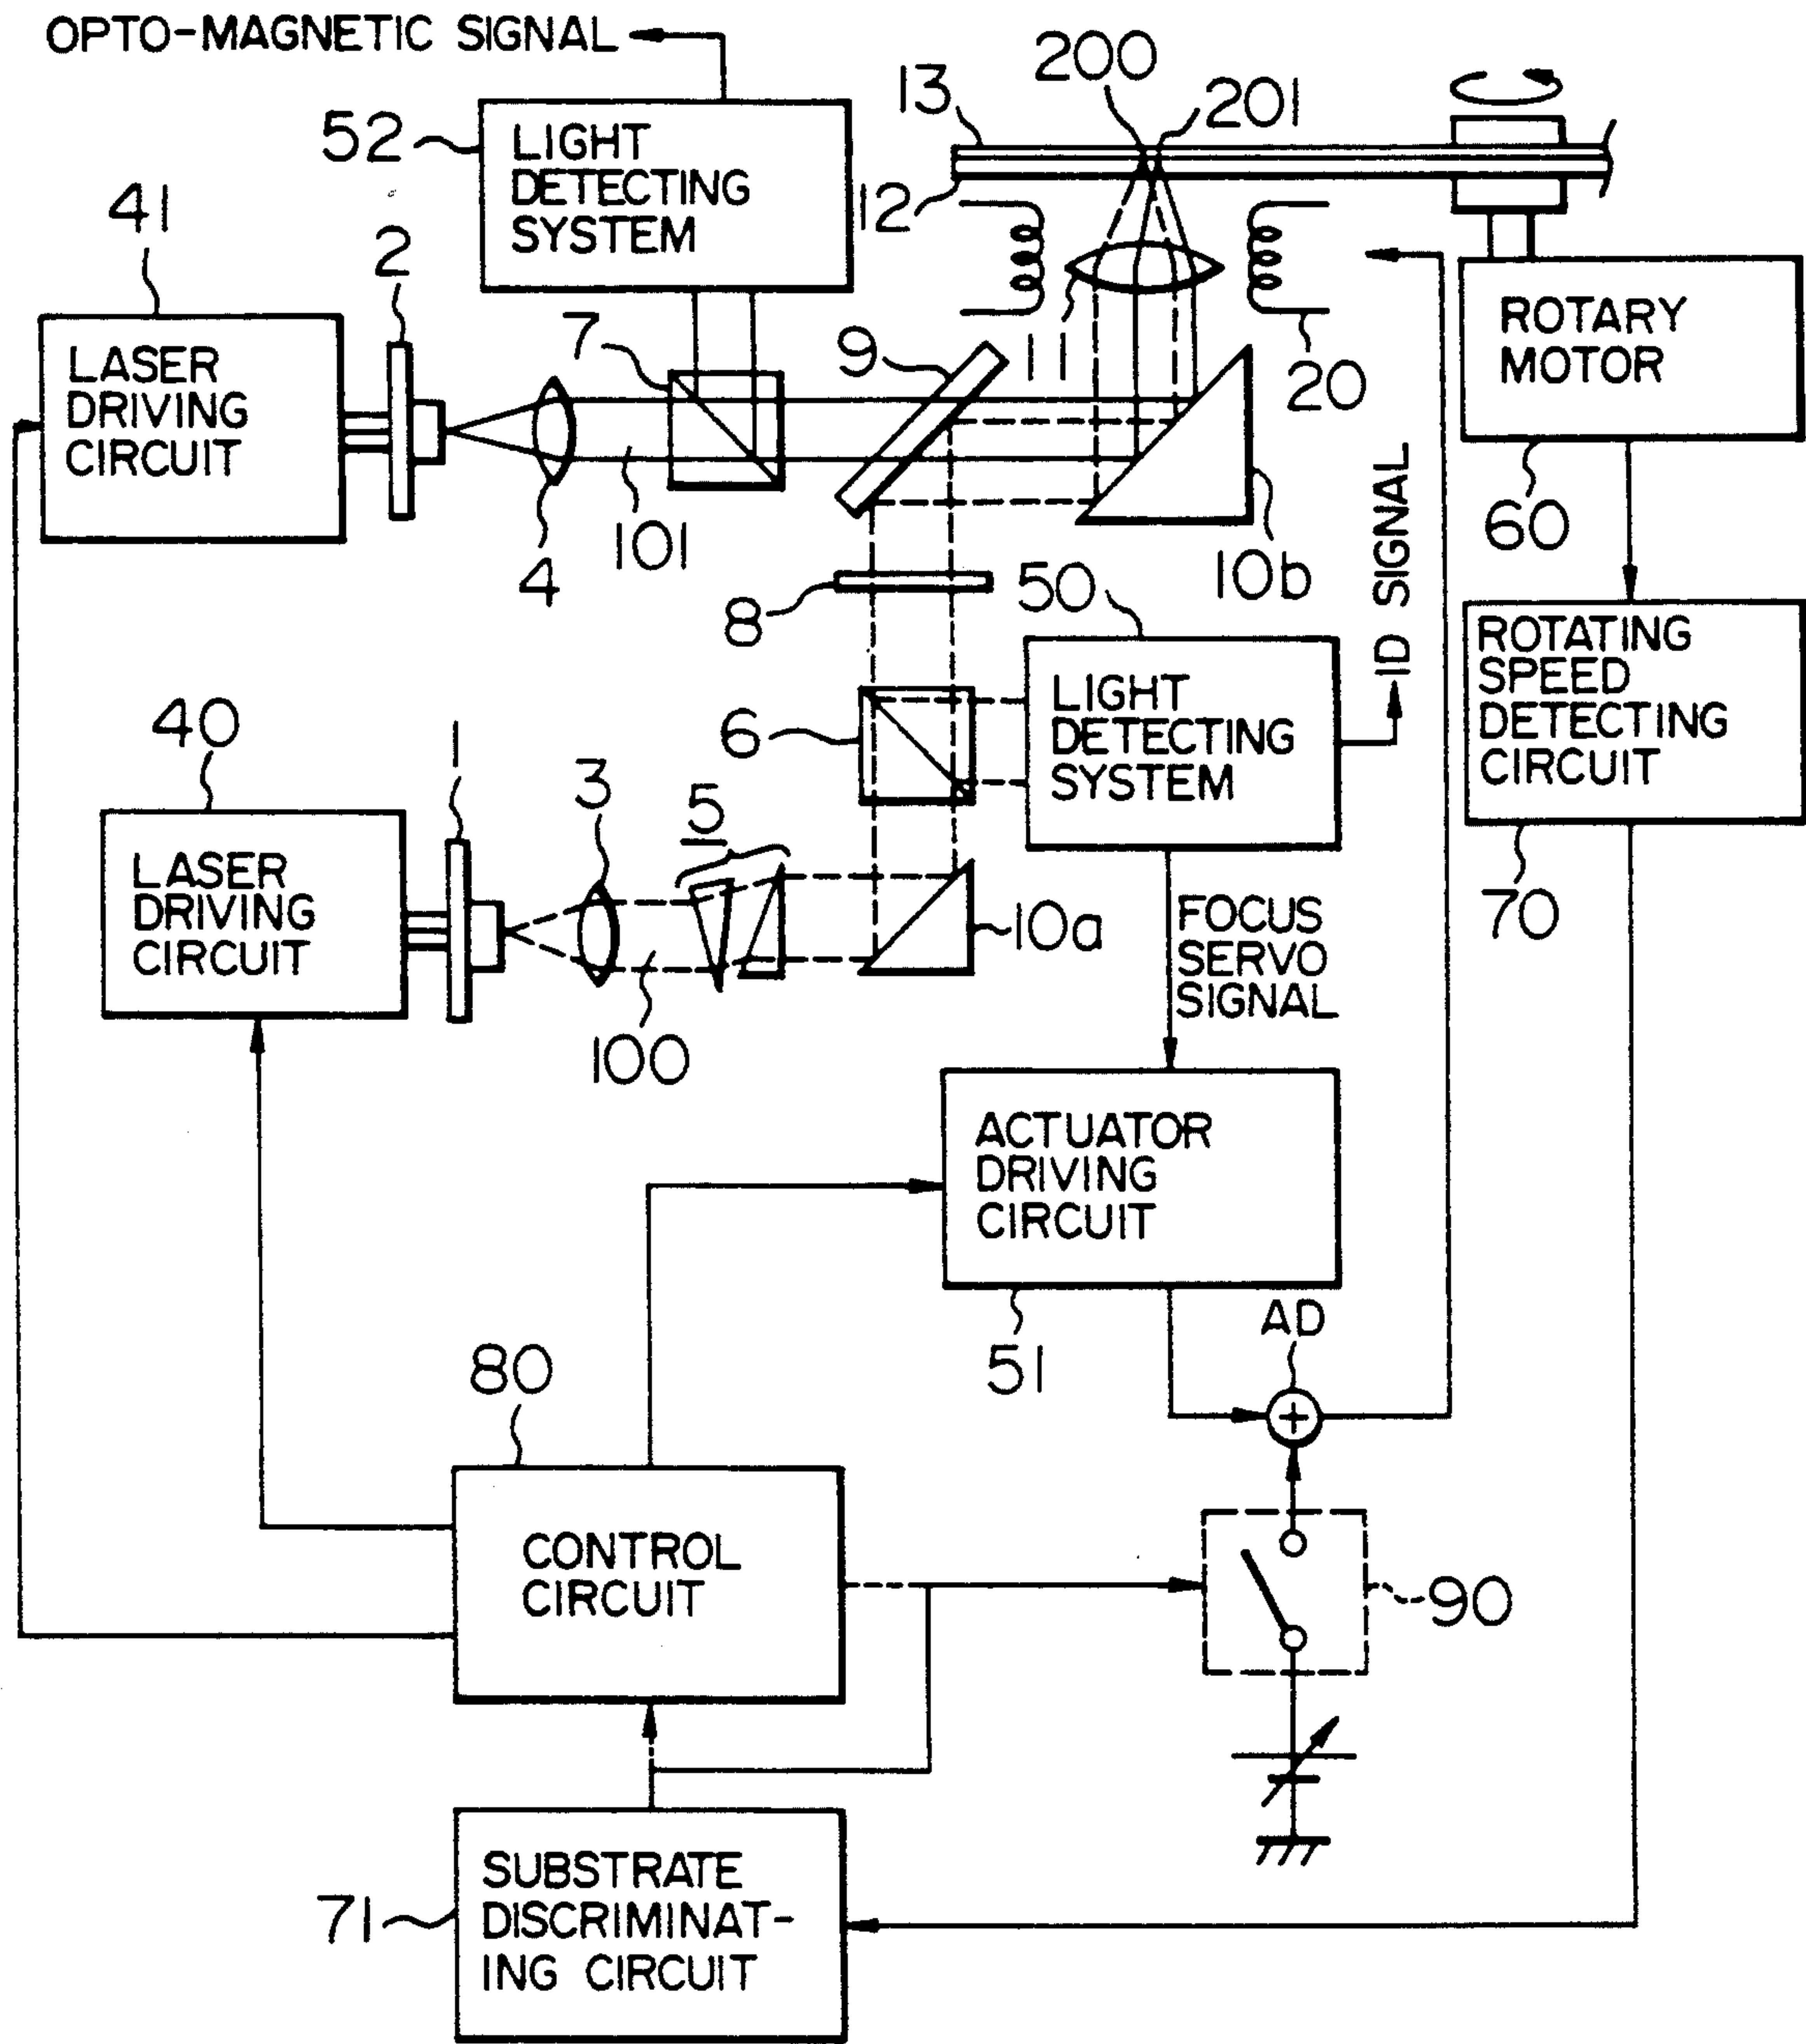 OPTO-MAGNETIC SIGNAL
200
13
201
52
LIGHT
DETECTING
SYSTEM
12
41
2
LASER
DRIVING
CIRCUIT
7
9
11
20
ROTARY
MOTOR
4
101
10b
60
8
50
ID SIGNAL
ROTATING
SPEED
DETECTING
CIRCUIT
LIGHT
DETECTING
SYSTEM
6
40
1
3
5
LASER
DRIVING
CIRCUIT
10a
70
100
FOCUS
SERVO
SIGNAL
ACTUATOR
DRIVING
CIRCUIT
51
AD
+
80
CONTROL
CIRCUIT
90
71
SUBSTRATE
DISCRIMINAT-
ING CIRCUIT